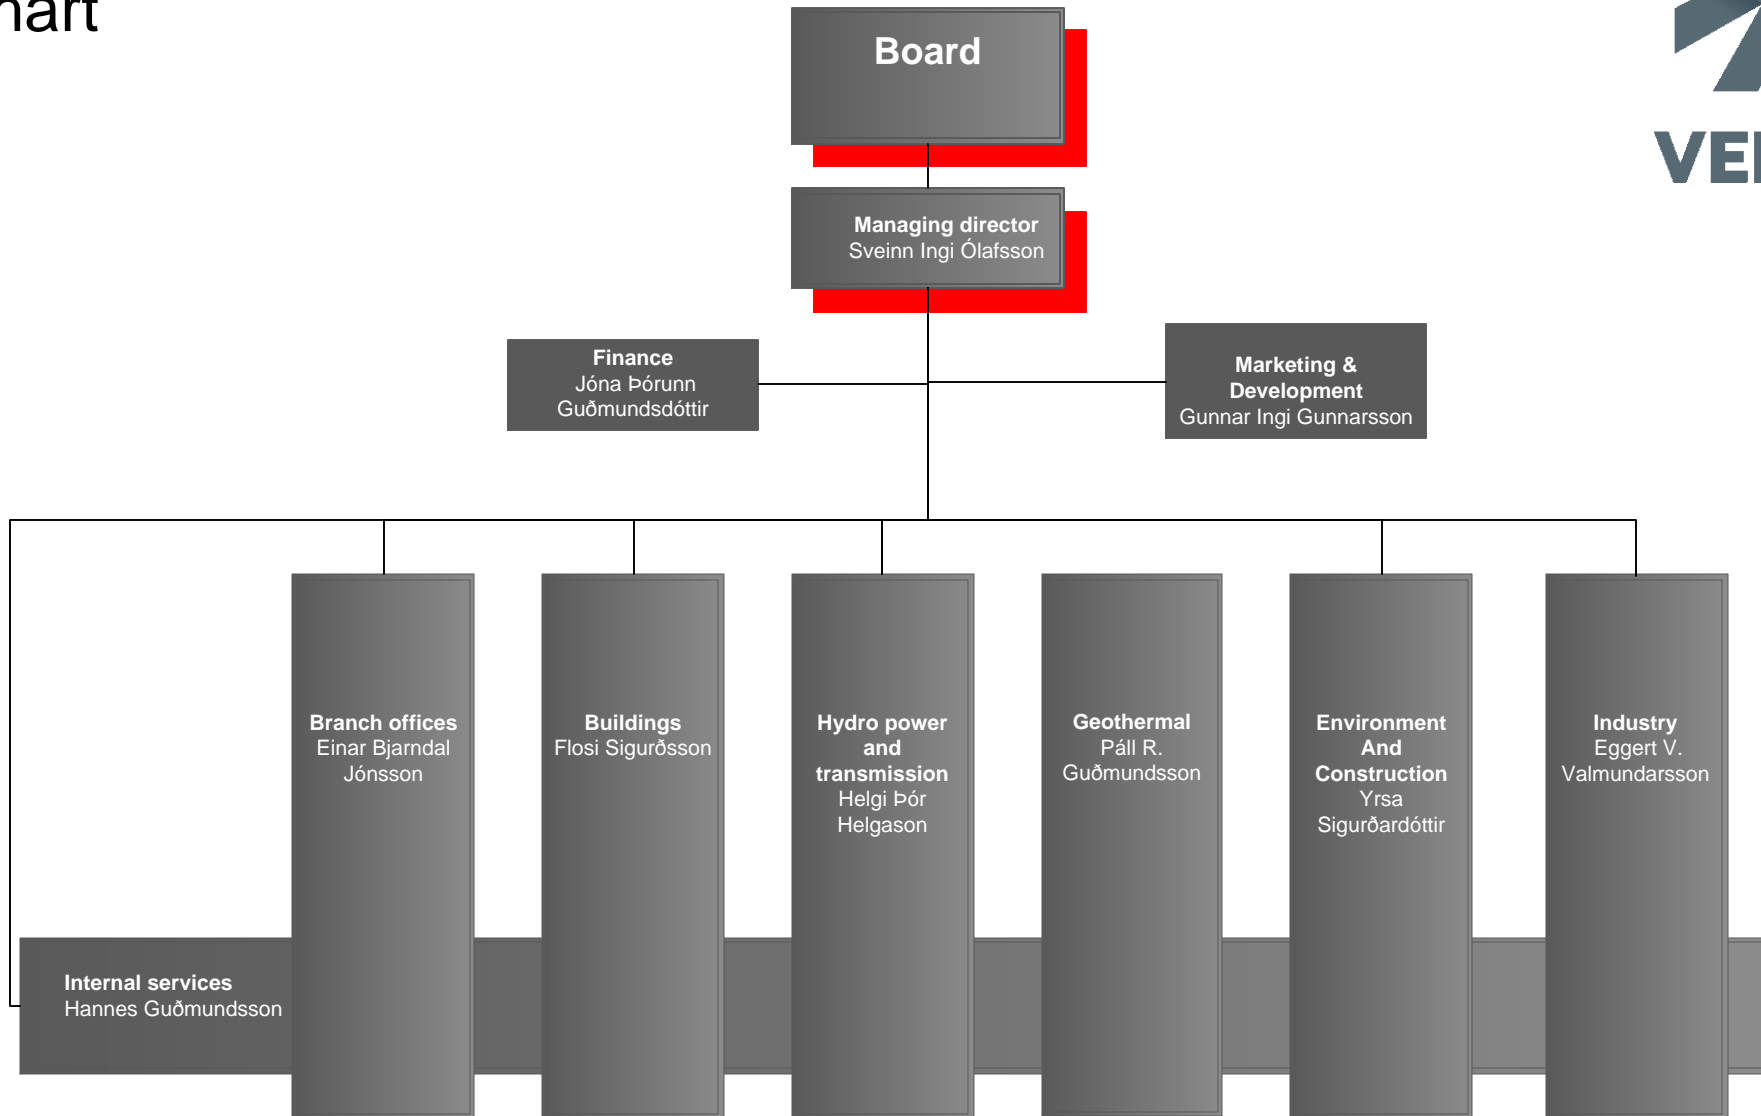 Board
Managing director
Sveinn Ingi Ólafsson
Finance
Jóna Þórunn
Guðmundsdóttir
Marketing &
Development
Gunnar Ingi Gunnarsson
Branch offices
Einar Bjarndal
Jónsson
Buildings
Flosi Sigurðsson
Hydro power
and
transmission
Helgi Þór
Helgason
Geothermal
Páll R.
Guðmundsson
Environment
And
Construction
Yrsa
Sigurðardóttir
Industry
Eggert V.
Valmundarsson
Internal services
Hannes Guðmundsson